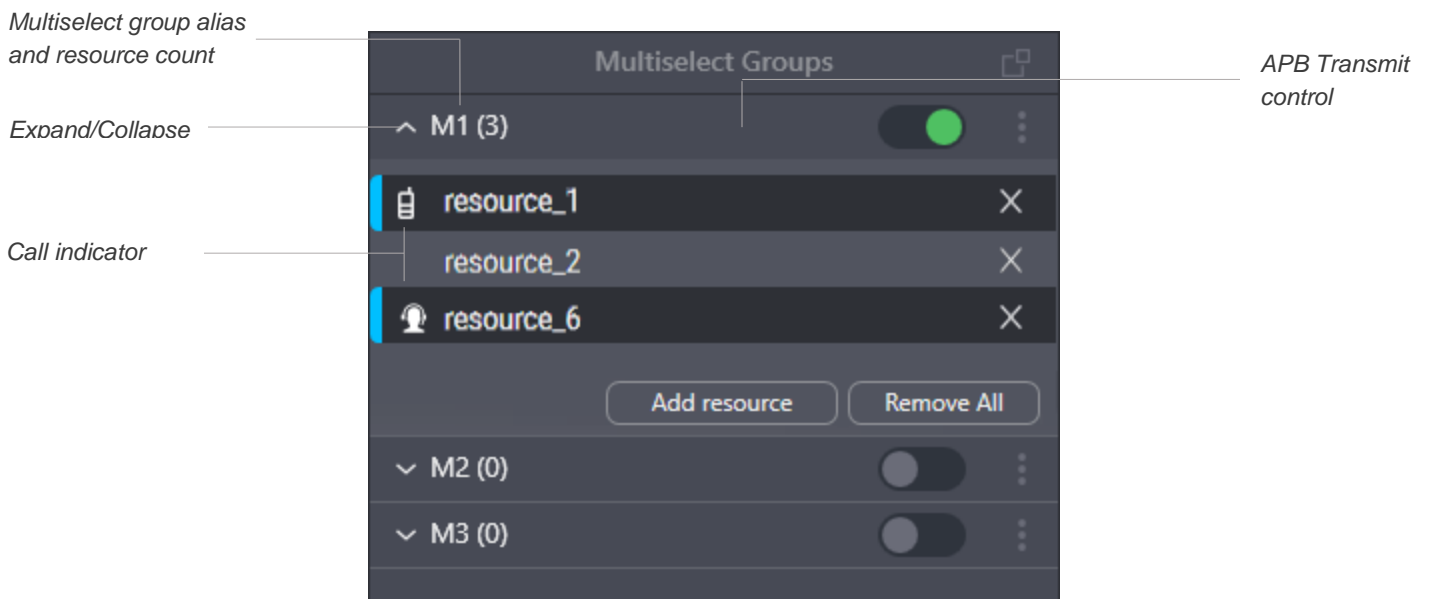 Multiselect group alias
and resource count
Multiselect Groups
APB Transmit
control
Expand/Collapse
M1 (3)
resource_1
Call indicator
resource_2
resource_6
Add resource
Remove All
M2 (0)
M3 (0)